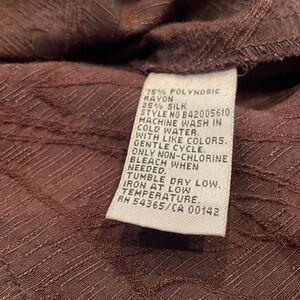 75% POLYNOSIC
RAYON
25% SILK
STYLE NO B42005610
MACHINE WASH IN
COLD WATER.
WITH LIKE COLORS.
GENTLE CYCLE.
ONLY NON-CHLORINE
BLEACH WHEN
NEEDED.
TUMBLE DRY LOW.
IRON AT LOW
TEMPERATURE.
RN 54365/CA 00142